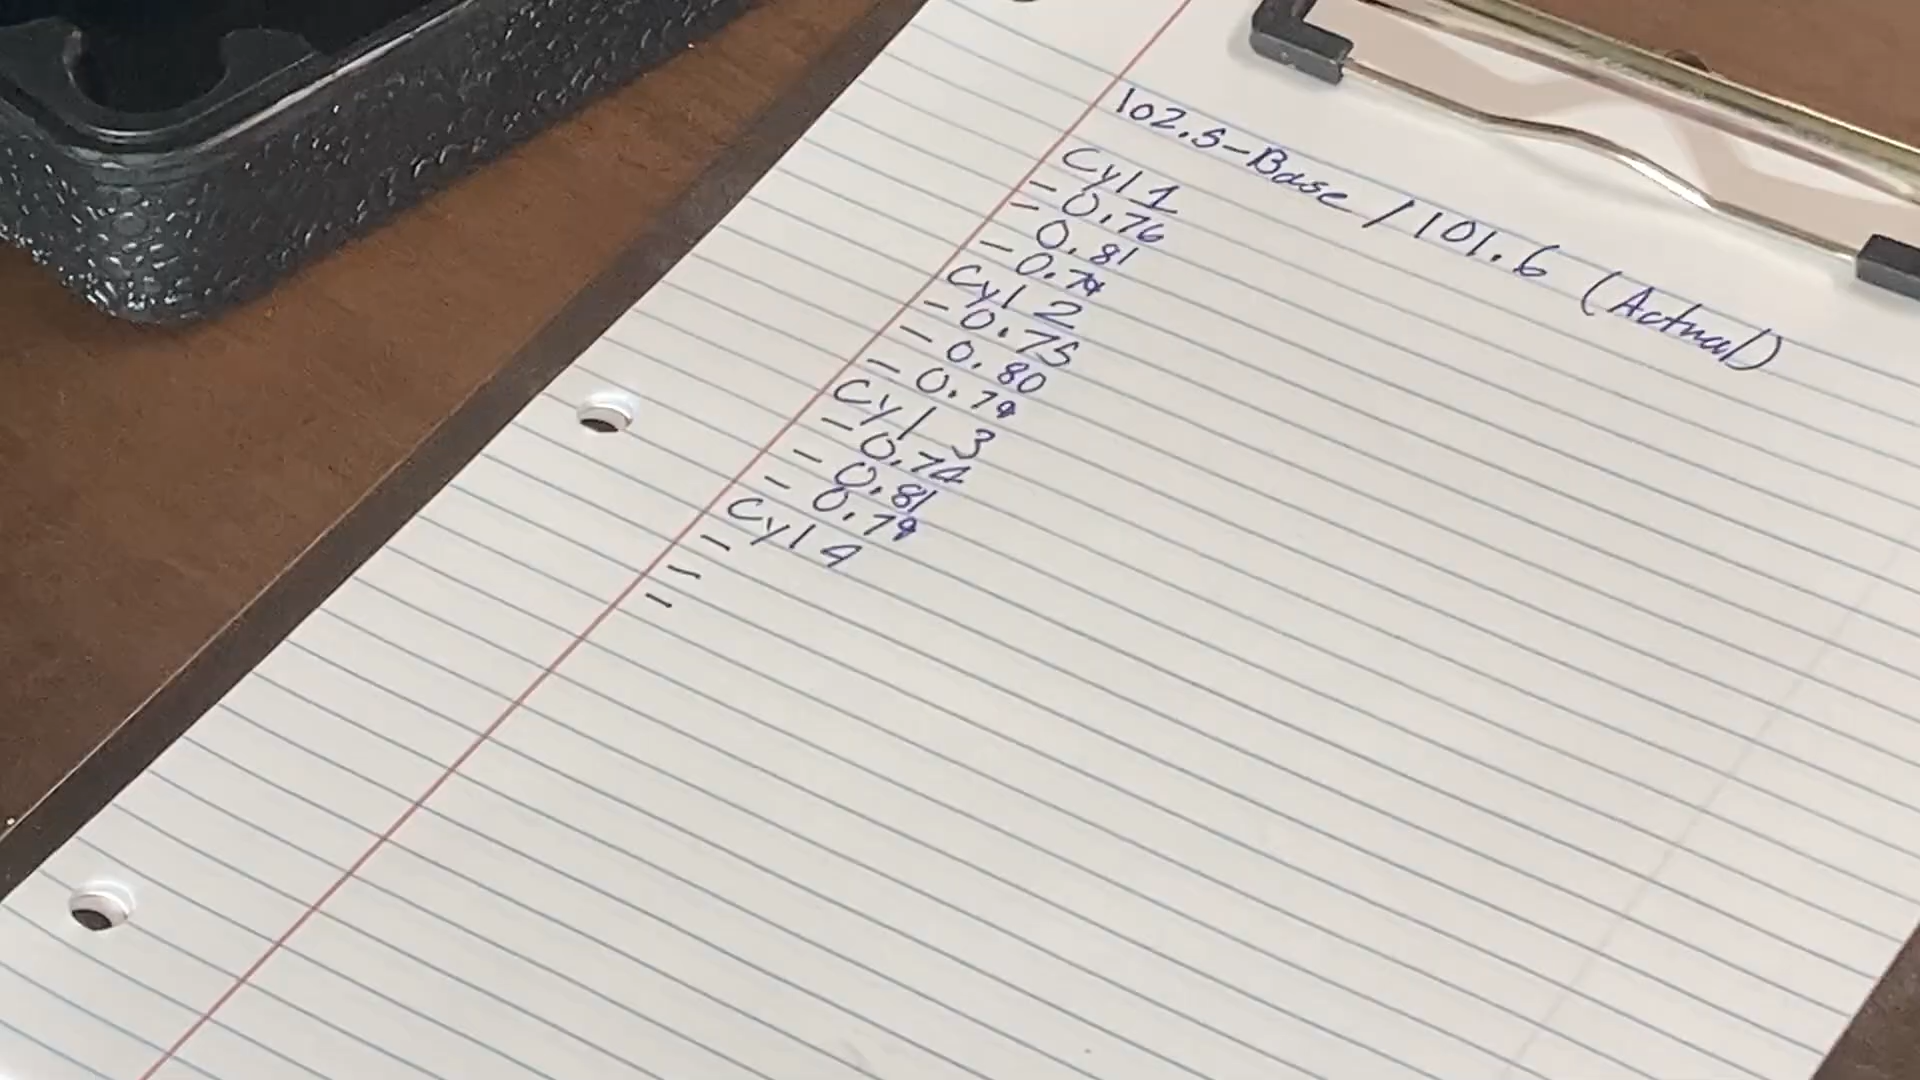 102.5-Base / 101.6 (Actual)
Cyl 1
- 0.76
- 0.81
- 0.79
Cyl 2
- 0.75
- 0.80
- 0.79
Cyl 3
- 0.74
- 0.81
- 0.79
Cyl 4
-
-
-